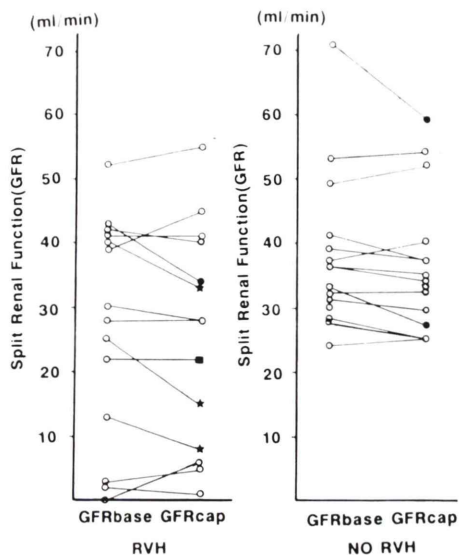 (ml/min)
70
60
50
40
30
20
10
Split Renal Function(GFR)
GFRbase GFRcap
RVH
(ml/min)
70
60
50
40
30
20
10
Split Renal Function(GFR)
GFRbase GFRcap
NO RVH